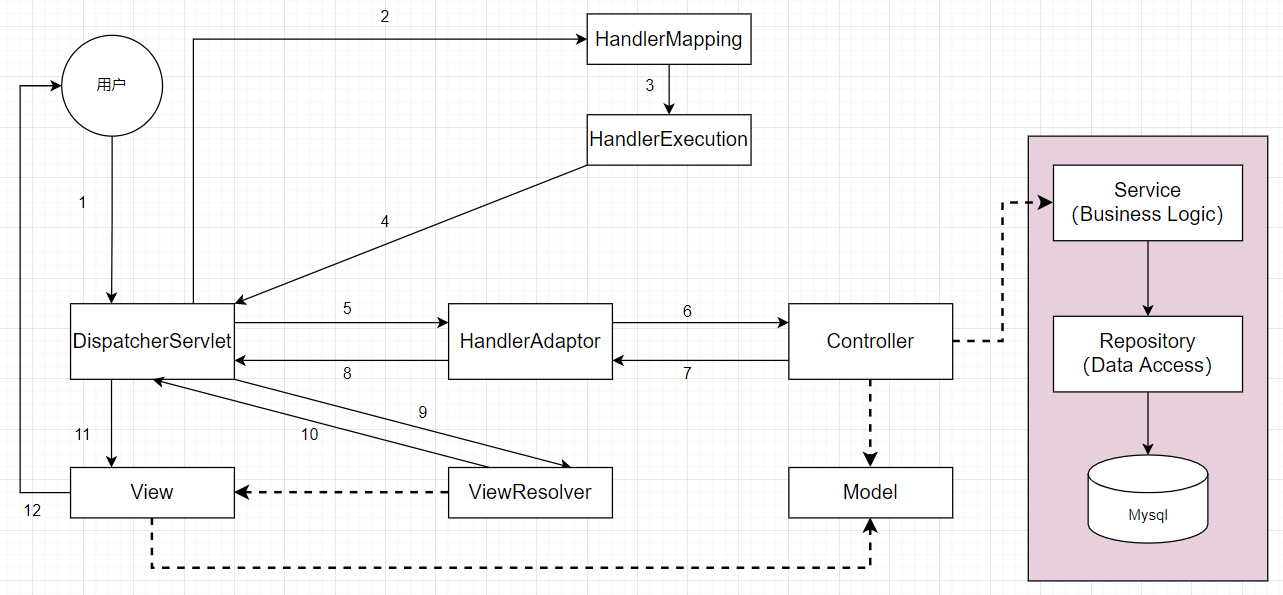 2
HandlerMapping
用户
3
HandlerExecution
1
4
Service
(Business Logic)
5
6
DispatcherServlet
HandlerAdaptor
Controller
Repository
(Data Access)
8
7
9
11
10
View
ViewResolver
Model
12
Mysql